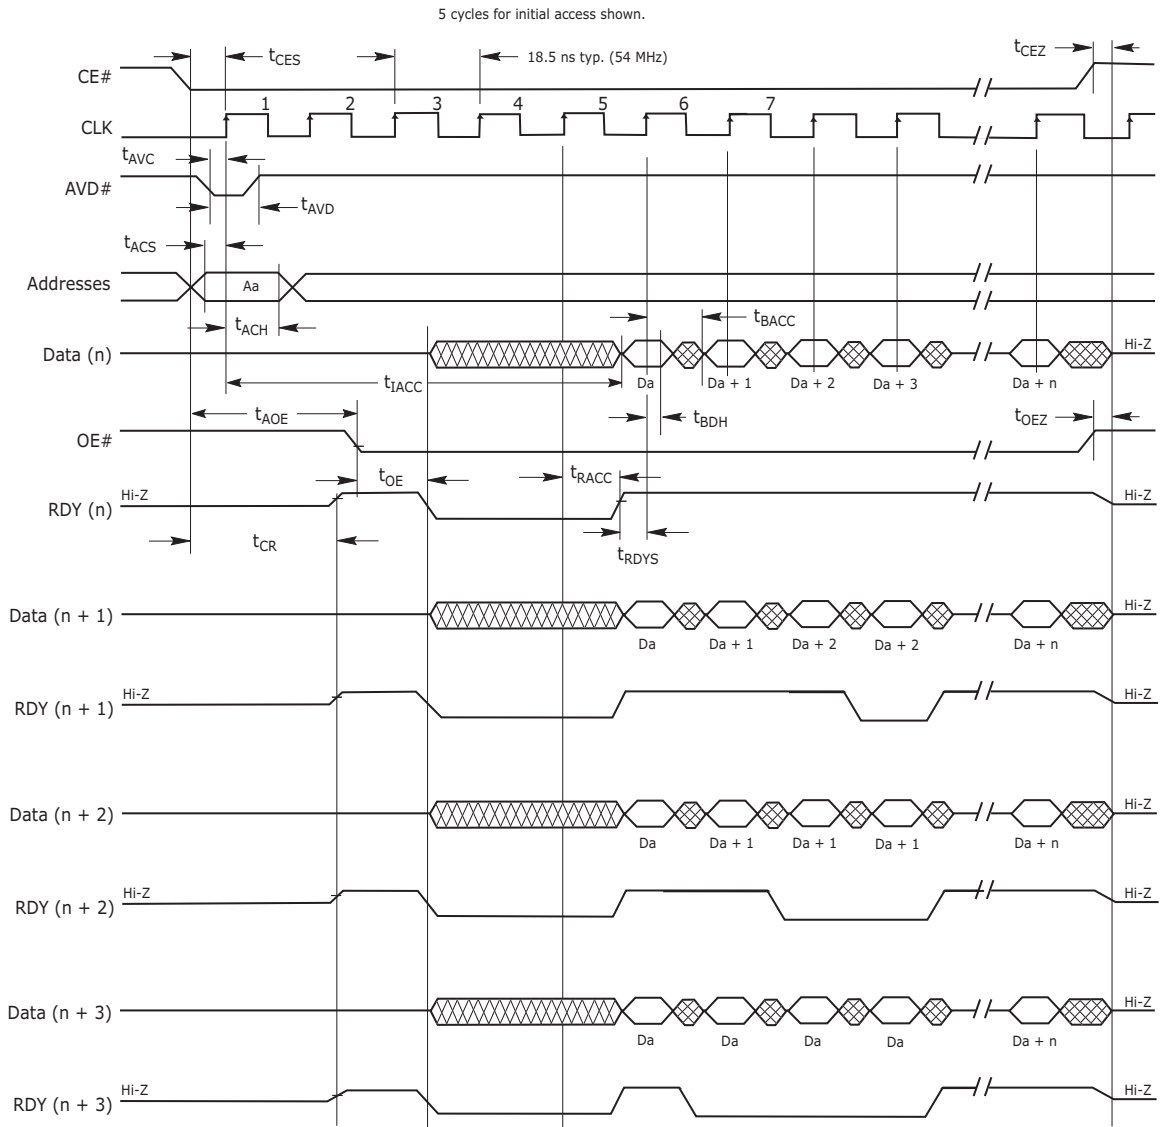 5 cycles for initial access shown.
tCES
18.5 ns typ. (54 MHz)
tCEZ
CE#
1 2 3 4 5 6 7
CLK
tAVC
AVD#
tAVD
tACS
Addresses
Aa
tACH
tBACC
Data (n)
Hi-Z
tIACC
Da Da + 1 Da + 2 Da + 3 Da + n
tAOE
tBDH
tOEZ
OE#
tOE
tRACC
Hi-Z
RDY (n)
Hi-Z
tCR
tRDYS
Data (n + 1)
Hi-Z
Da Da + 1 Da + 2 Da + 2 Da + n
Hi-Z
RDY (n + 1)
Hi-Z
Data (n + 2)
Hi-Z
Da Da + 1 Da + 1 Da + 1 Da + n
Hi-Z
RDY (n + 2)
Hi-Z
Data (n + 3)
Hi-Z
Da Da Da Da Da + n
Hi-Z
RDY (n + 3)
Hi-Z